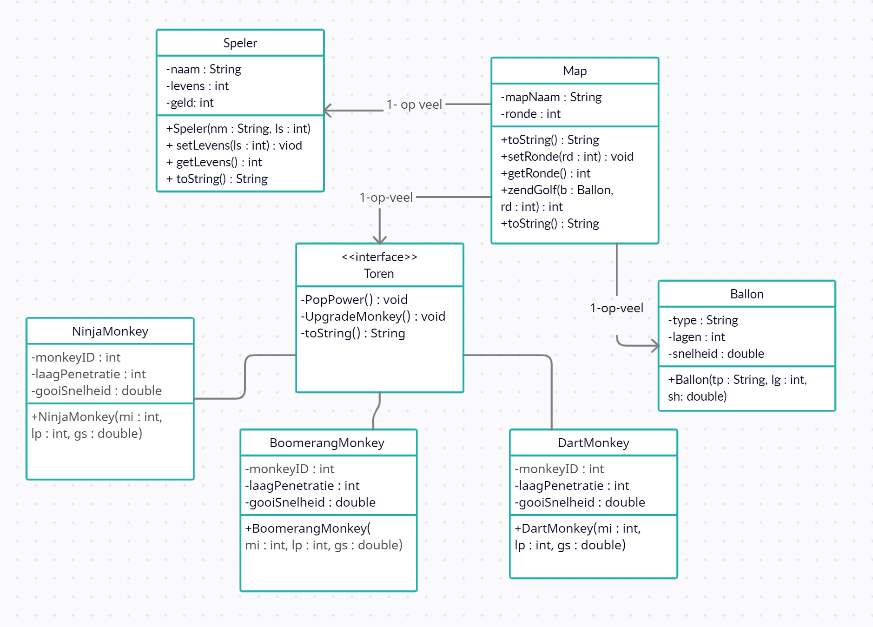 Speler
-naam : String
-levens : int
-geld: int
+Speler(nm : String, ls : int)
+ setLevens(ls : int) : viod
+ getLevens() : int
+ toString() : String
1- op veel
Map
-mapNaam : String
-ronde : int
+toString() : String
+setRonde(rd : int) : void
+getRonde() : int
+zendGolf(b : Ballon,
rd : int) : int
+toString() : String
1-op-veel
<<interface>>
Toren
-PopPower() : void
-UpgradeMonkey() : void
-toString() : String
1-op-veel
Ballon
-type : String
-lagen : int
-snelheid : double
+Ballon(tp : String, lg : int,
sh: double)
NinjaMonkey
-monkeyID : int
-laagPenetratie : int
-gooiSnelheid : double
+NinjaMonkey(mi : int,
lp : int, gs : double)
BoomerangMonkey
-monkeyID : int
-laagPenetratie : int
-gooiSnelheid : double
+BoomerangMonkey(
mi : int, lp : int, gs : double)
DartMonkey
-monkeyID : int
-laagPenetratie : int
-gooiSnelheid : double
+DartMonkey(mi : int,
lp : int, gs : double)